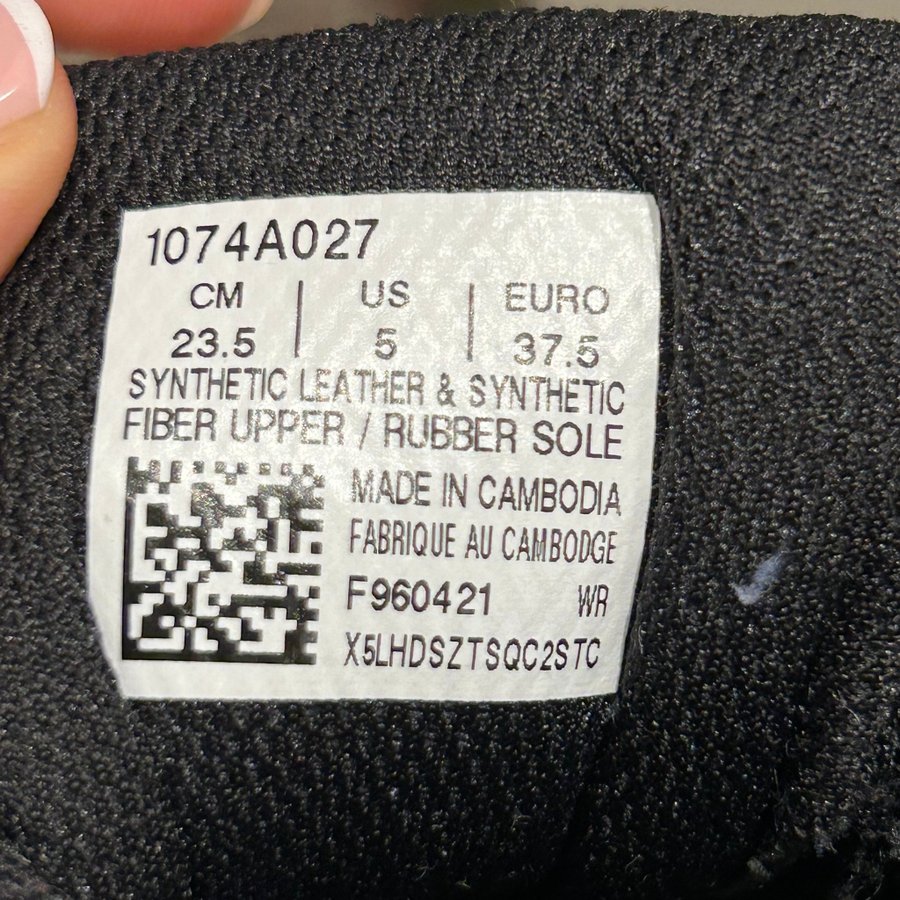 1074A027
CM | US | EURO
23.5 | 5 | 37.5
SYNTHETIC LEATHER & SYNTHETIC
FIBER UPPER / RUBBER SOLE
MADE IN CAMBODIA
FABRIQUE AU CAMBODGE
F960421 WR
X5LHDSZTSQC2STC